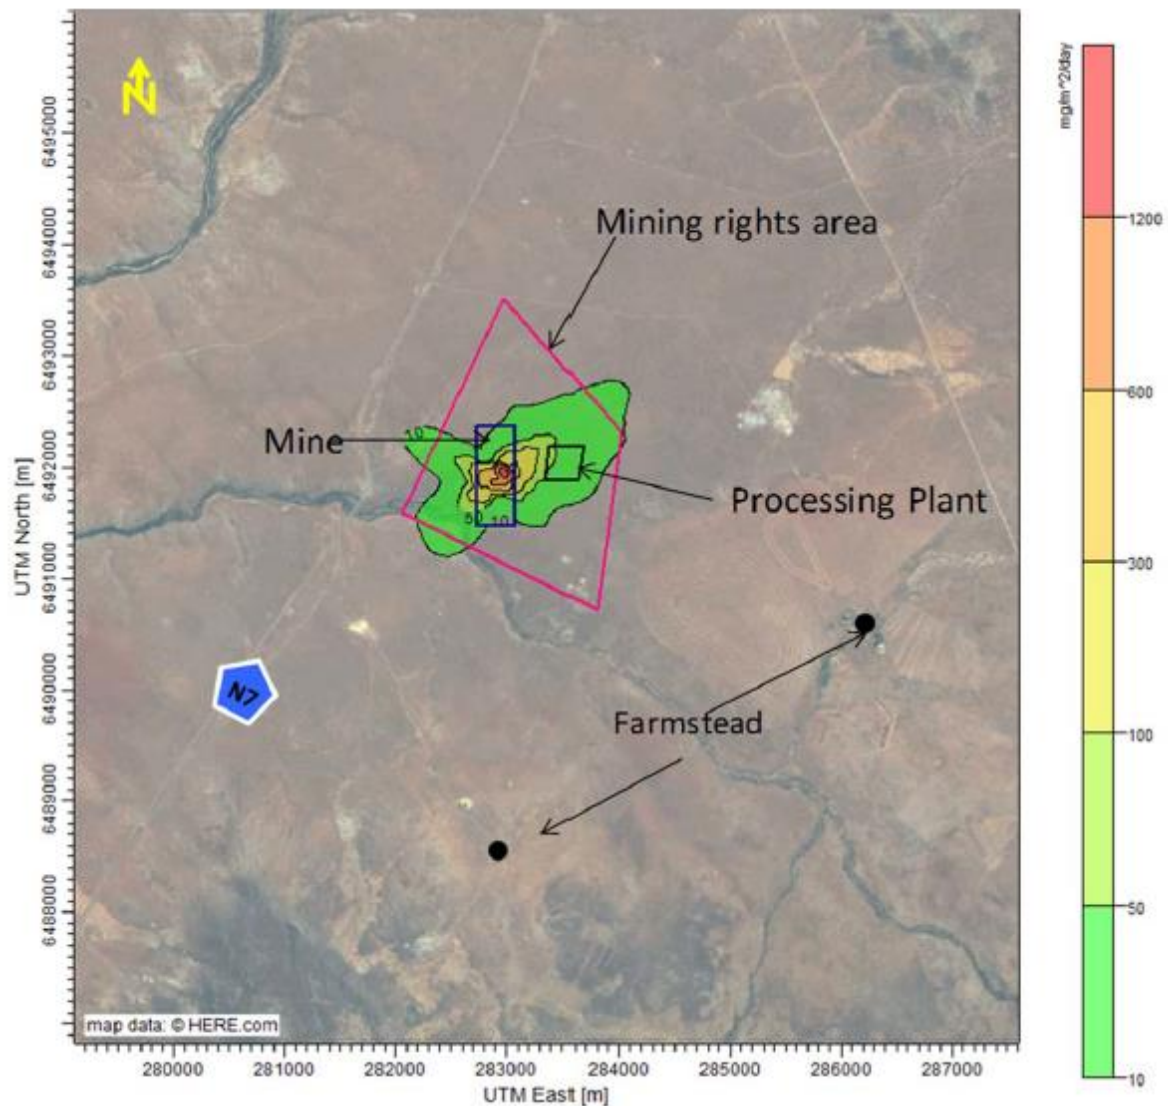 mg/m^2/day
1200
600
300
100
50
10
N
Mining rights area
Mine
10
50 10
Processing Plant
N7
Farmstead
map data: © HERE.com
UTM North [m]
6495000
6494000
6493000
6492000
6491000
6490000
6489000
6488000
280000 281000 282000 283000 284000 285000 286000 287000
UTM East [m]